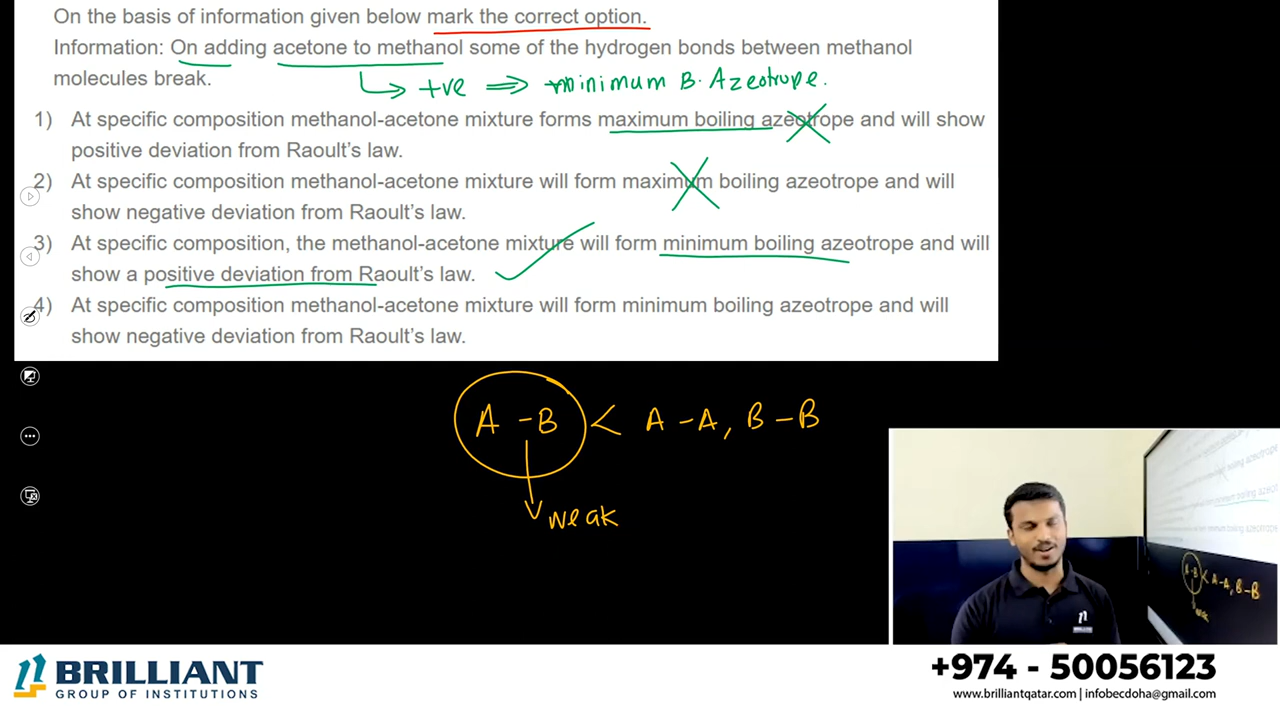 On the basis of information given below mark the correct option.
Information: On adding acetone to methanol some of the hydrogen bonds between methanol
molecules break.
+ve ⇒ minimum B. Azeotrope.
1) At specific composition methanol-acetone mixture forms maximum boiling azeotrope and will show
positive deviation from Raoult's law.
2) At specific composition methanol-acetone mixture will form maximum boiling azeotrope and will
show negative deviation from Raoult's law.
3) At specific composition, the methanol-acetone mixture will form minimum boiling azeotrope and will
show a positive deviation from Raoult's law.
4) At specific composition methanol-acetone mixture will form minimum boiling azeotrope and will
show negative deviation from Raoult's law.
A - B < A - A, B - B
weak
A - B < A - A, B - B
weak
BRILLIANT
GROUP OF INSTITUTIONS
+974 - 50056123
www.brilliantqatar.com | infobecdoha@gmail.com